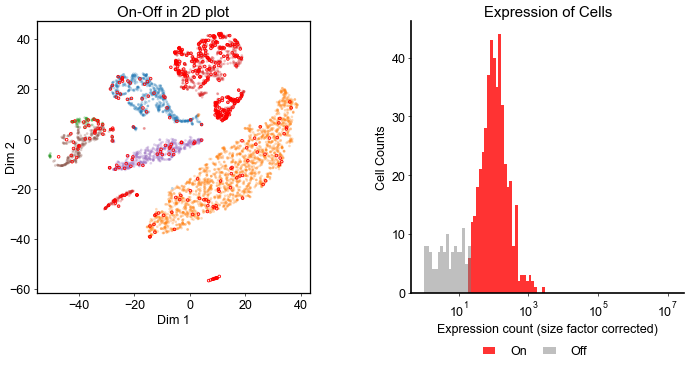 On-Off in 2D plot
40
20
0
−20
−40
−60
Dim 2
−40 −20 0 20 40
Dim 1
Expression of Cells
40
30
20
10
0
Cell Counts
10^1 10^3 10^5 10^7
Expression count (size factor corrected)
On Off